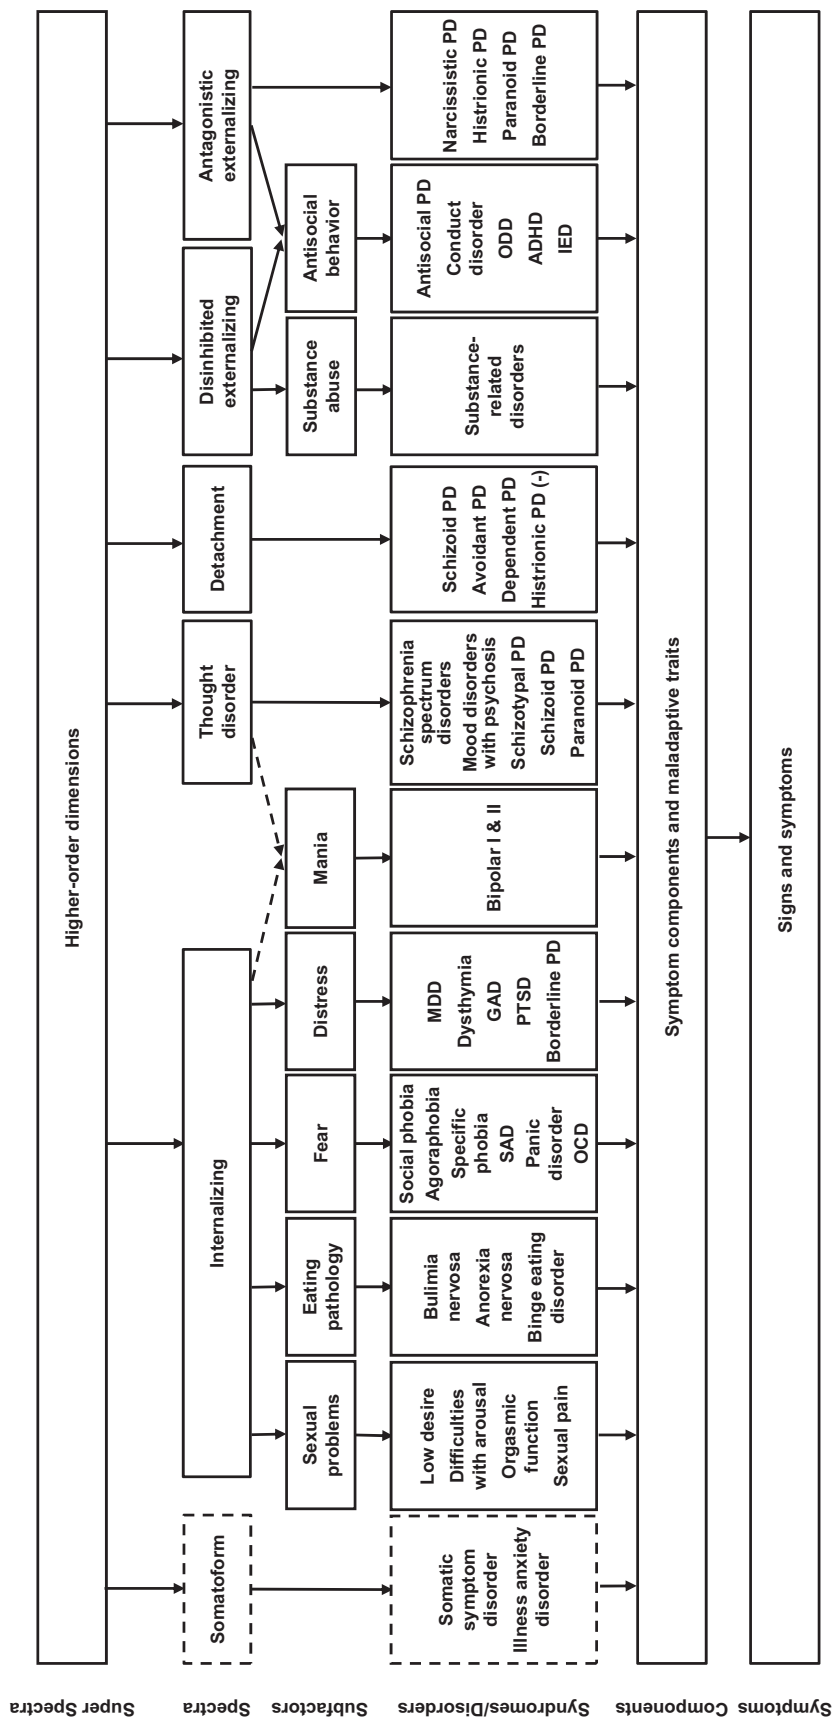 Super Spectra
Higher-order dimensions
Spectra
Somatoform
Internalizing
Thought
disorder
Detachment
Disinhibited
externalizing
Antagonistic
externalizing
Subfactors
Sexual
problems
Eating
pathology
Fear
Distress
Mania
Substance
abuse
Antisocial
behavior
Syndromes/Disorders
Somatic
symptom
disorder
Illness anxiety
disorder
Low desire
Difficulties
with arousal
Orgasmic
function
Sexual pain
Bulimia
nervosa
Anorexia
nervosa
Binge eating
disorder
Social phobia
Agoraphobia
Specific
phobia
SAD
Panic
disorder
OCD
MDD
Dysthymia
GAD
PTSD
Borderline PD
Bipolar I & II
Schizophrenia
spectrum
disorders
Mood disorders
with psychosis
Schizotypal PD
Schizoid PD
Paranoid PD
Schizoid PD
Avoidant PD
Dependent PD
Histrionic PD (-)
Substance-
related
disorders
Antisocial PD
Conduct
disorder
ODD
ADHD
IED
Narcissistic PD
Histrionic PD
Paranoid PD
Borderline PD
Components
Symptom components and maladaptive traits
Symptoms
Signs and symptoms